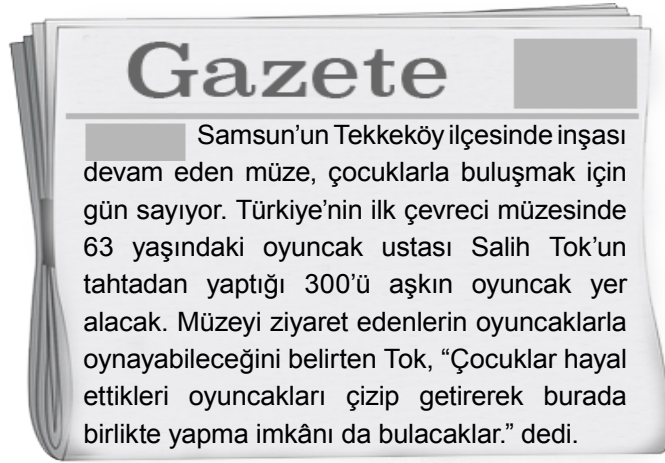 Gazete
Samsun’un Tekkeköy ilçesinde inşası
devam eden müze, çocuklarla buluşmak için
gün sayıyor. Türkiye’nin ilk çevreci müzesinde
63 yaşındaki oyuncak ustası Salih Tok’un
tahtadan yaptığı 300’ü aşkın oyuncak yer
alacak. Müzeyi ziyaret edenlerin oyuncaklarla
oynayabileceğini belirten Tok, “Çocuklar hayal
ettikleri oyuncakları çizip getirerek burada
birlikte yapma imkânı da bulacaklar.” dedi.